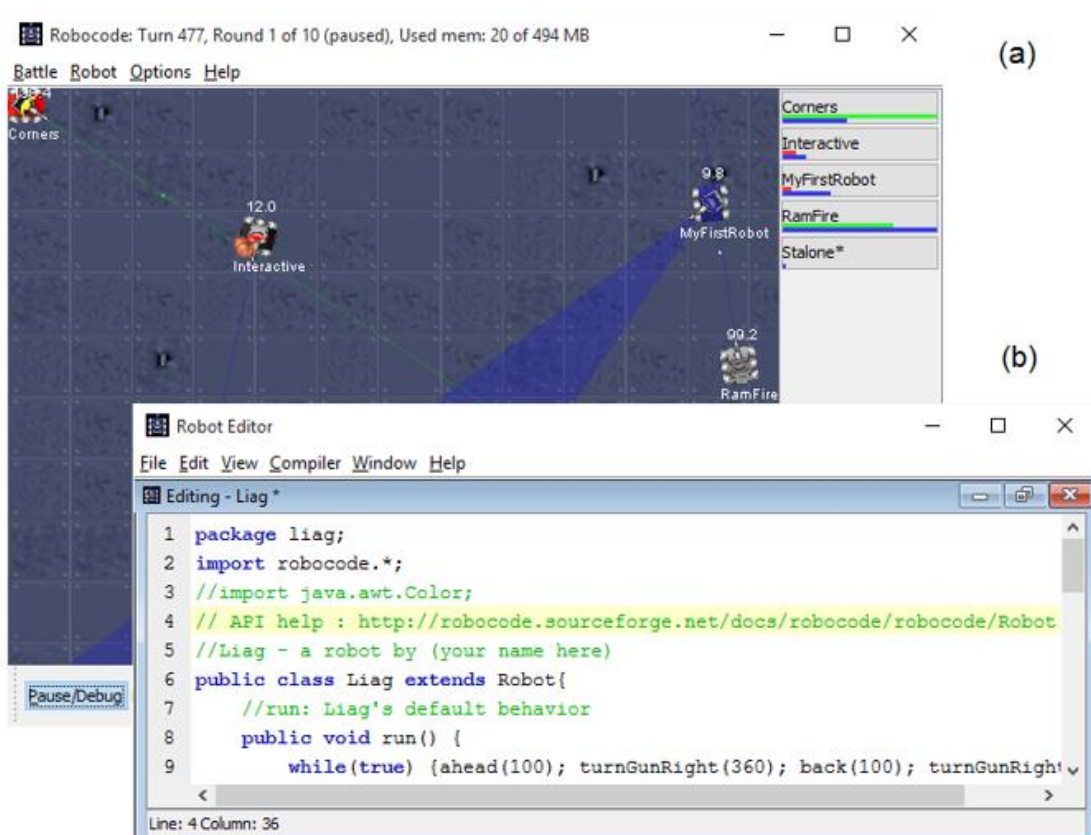 Robocode: Turn 477, Round 1 of 10 (paused), Used mem: 20 of 494 MB
(a)
Battle Robot Options Help
Corners
Corners
Interactive
MyFirstRobot
RamFire
Stalone*
9.8
MyFirstRobot
12.0
Interactive
99.2
RamFire
(b)
Robot Editor
File Edit View Compiler Window Help
Editing - Liag *
1 package liag;
2 import robocode.*;
3 //import java.awt.Color;
4 // API help : http://robocode.sourceforge.net/docs/robocode/robocode/Robot
5 //Liag - a robot by (your name here)
6 public class Liag extends Robot{
7 //run: Liag's default behavior
8 public void run() {
9 while(true) {ahead(100); turnGunRight(360); back(100); turnGunRight
Pause/Debug
Line: 4 Column: 36